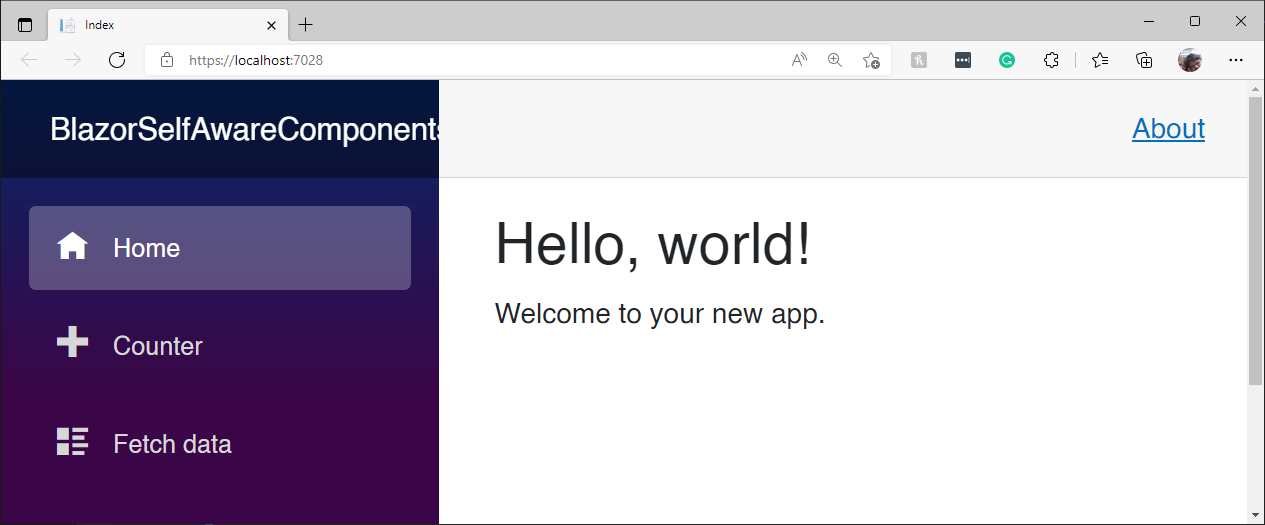 Index
https://localhost:7028
BlazorSelfAwareComponents
About
Home
Hello, world!
Welcome to your new app.
Counter
Fetch data